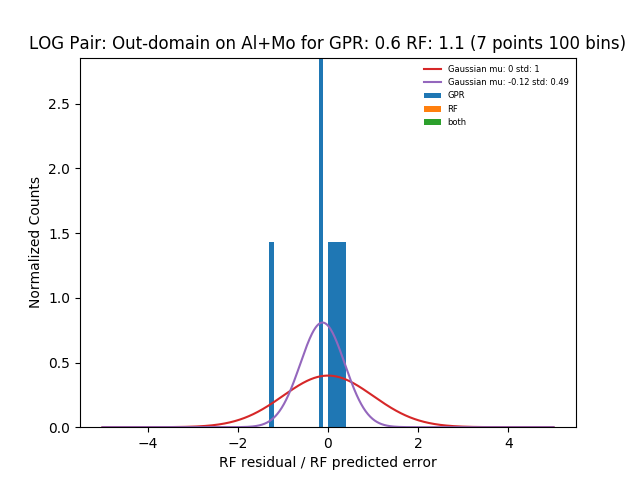 LOG Pair: Out-domain on Al+Mo for GPR: 0.6 RF: 1.1 (7 points 100 bins)
Gaussian mu: 0 std: 1
Gaussian mu: -0.12 std: 0.49
GPR
RF
both
Normalized Counts
2.5
2.0
1.5
1.0
0.5
0.0
−4
−2
0
2
4
RF residual / RF predicted error